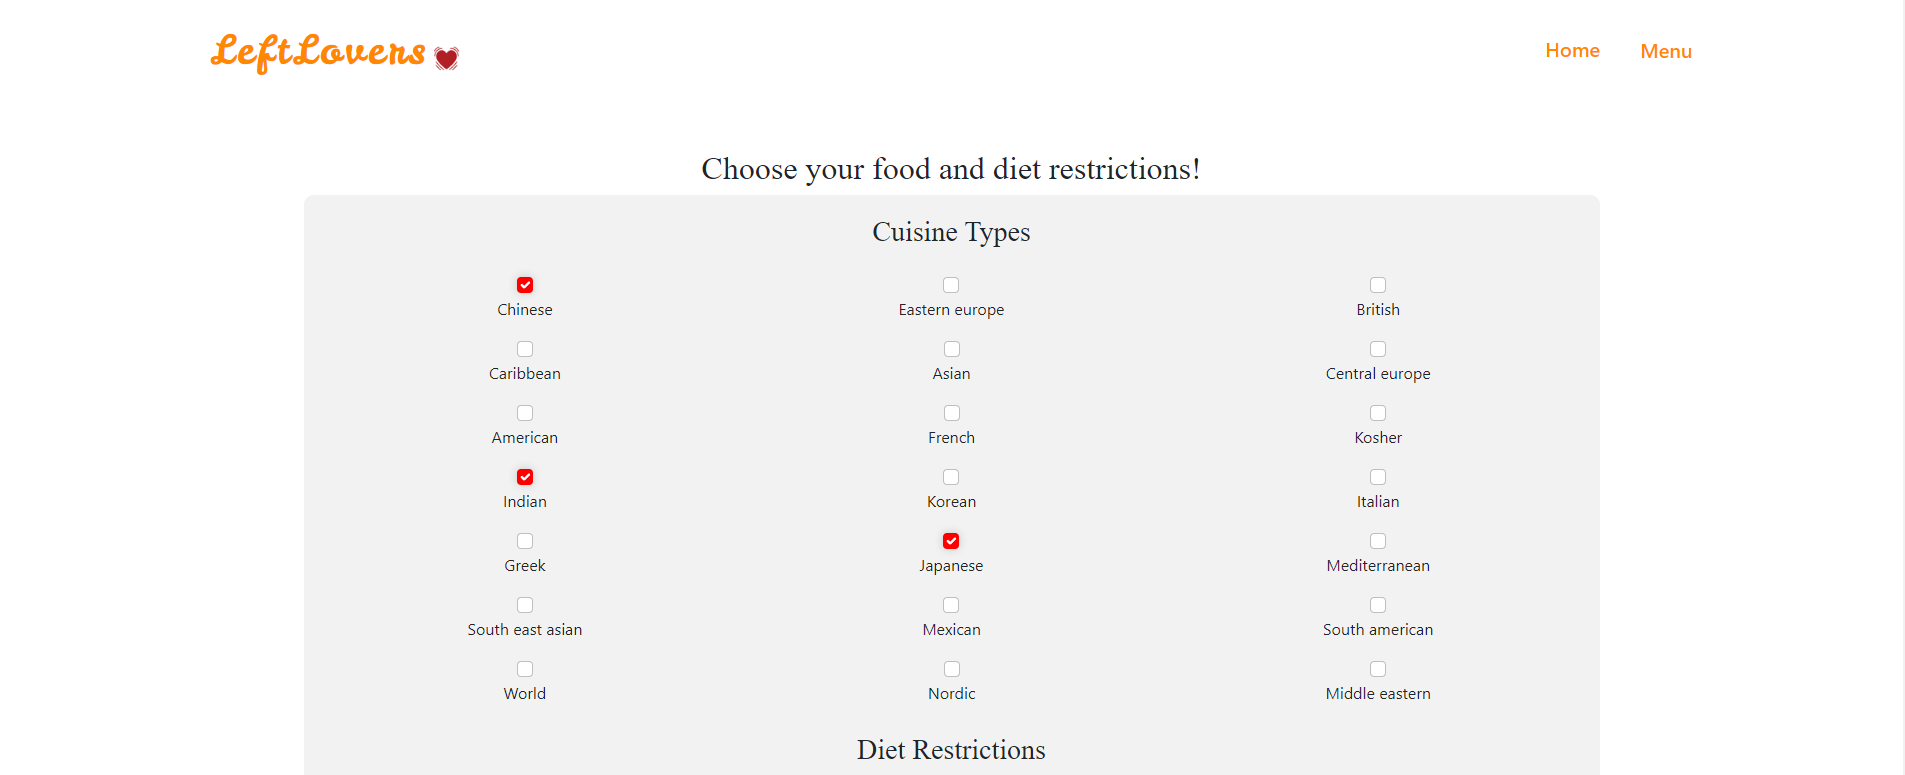 LeftLovers
Home Menu
Choose your food and diet restrictions!
Cuisine Types
Chinese Eastern europe British
Caribbean Asian Central europe
American French Kosher
Indian Korean Italian
Greek Japanese Mediterranean
South east asian Mexican South american
World Nordic Middle eastern
Diet Restrictions